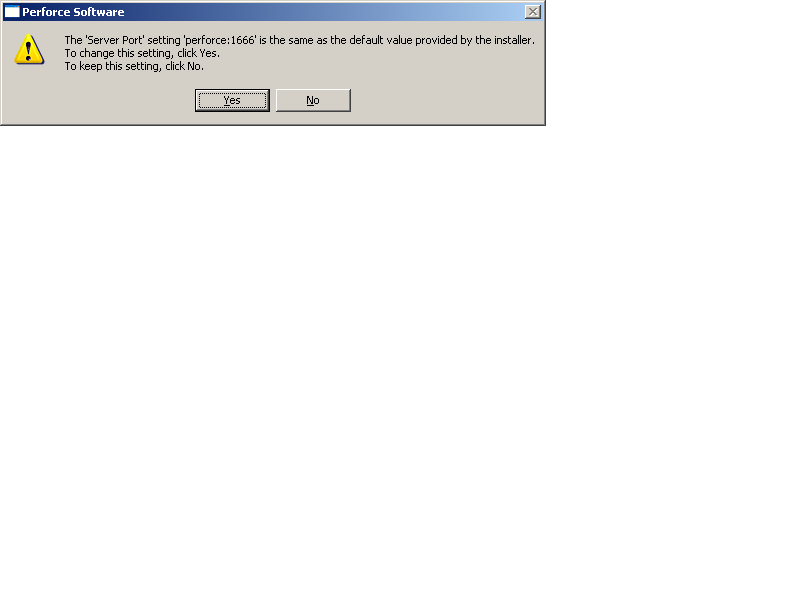 Perforce Software
The 'Server Port' setting 'perforce:1666' is the same as the default value provided by the installer.
To change this setting, click Yes.
To keep this setting, click No.
Yes
No